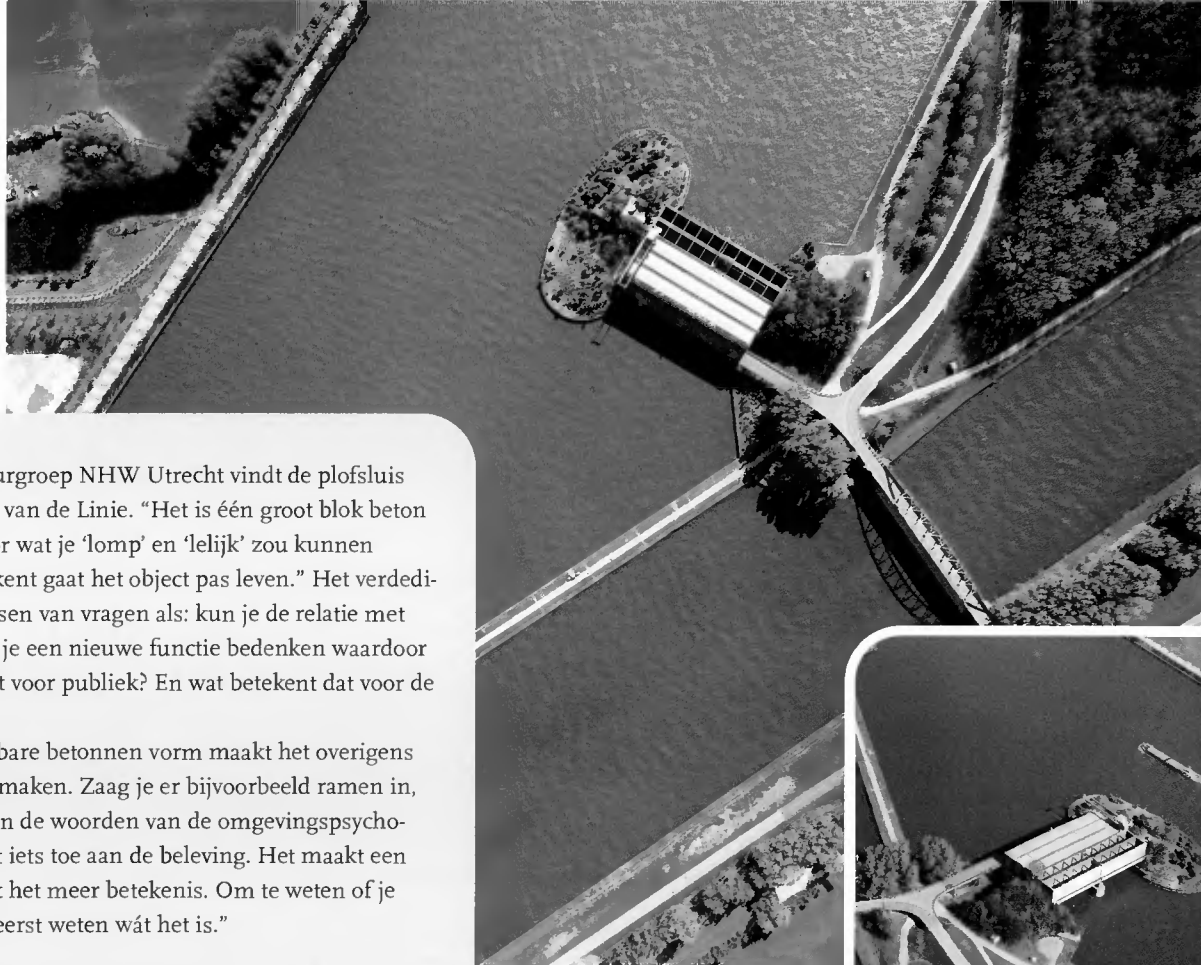 urgroep NHW Utrecht vindt de plofsluis
van de Linie. “Het is één groot blok beton
r wat je ‘lomp’ en ‘lelijk’ zou kunnen
kent gaat het object pas leven.” Het verdedi-
sen van vragen als: kun je de relatie met
je een nieuwe functie bedenken waardoor
t voor publiek? En wat betekent dat voor de
bare betonnen vorm maakt het overigens
maken. Zaag je er bijvoorbeeld ramen in,
n de woorden van de omgevingspsycho-
t iets toe aan de beleving. Het maakt een
t het meer betekenis. Om te weten of je
eerst weten wát het is.”